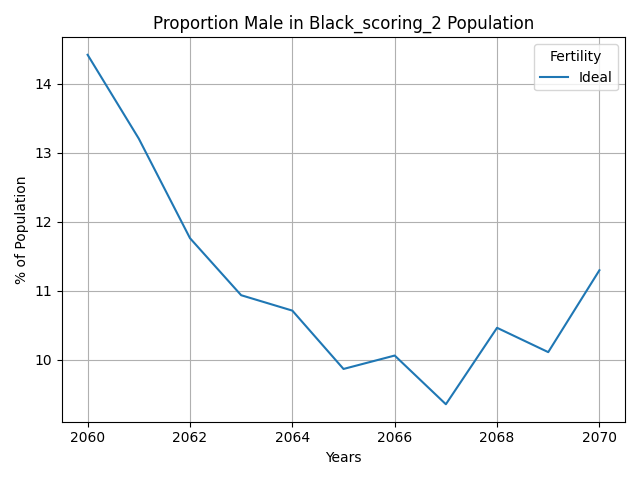 Proportion Male in Black_scoring_2 Population
Fertility
Ideal
% of Population
14
13
12
11
10
2060 2062 2064 2066 2068 2070
Years